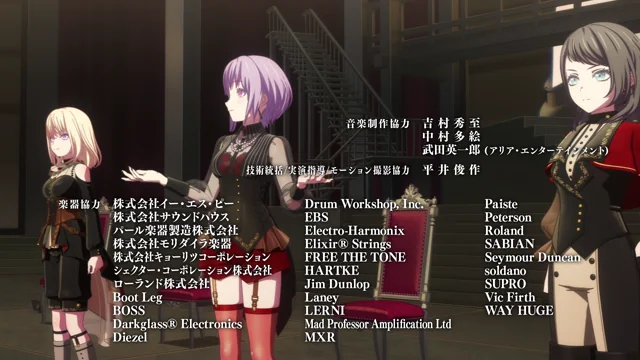 音楽制作協力 吉村秀至
中村多絵
武田英一郎 (アリア・エンターテインメント)
技術統括/実演指導/モーション撮影協力 平井俊作
楽器協力 株式会社イー・エス・ピー
株式会社サウンドハウス
パール楽器製造株式会社
株式会社モリダイラ楽器
株式会社キョーリツコーポレーション
シェクター・コーポレーション株式会社
ローランド株式会社
Boot Leg
BOSS
Darkglass® Electronics
Diezel
Drum Workshop, Inc.
EBS
Electro-Harmonix
Elixir® Strings
FREE THE TONE
HARTKE
Jim Dunlop
Laney
LERNI
Mad Professor Amplification Ltd
MXR
Paiste
Peterson
Roland
SABIAN
Seymour Duncan
soldano
SUPRO
Vic Firth
WAY HUGE